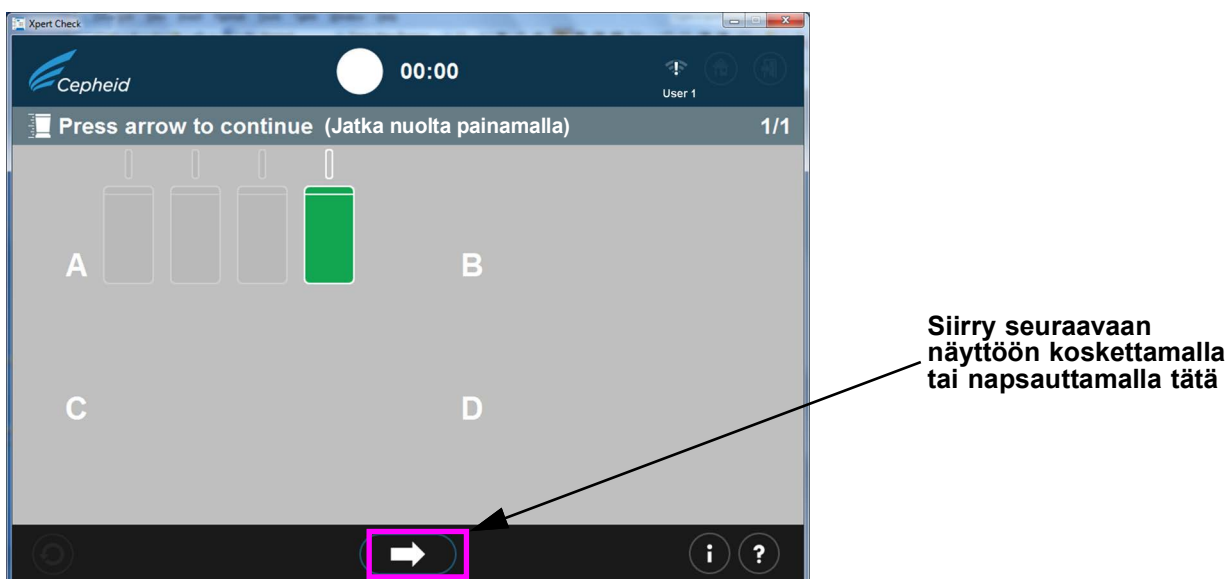 Xpert Check
Cepheid
00:00
User 1
Press arrow to continue (Jatka nuolta painamalla)
1/1
A
B
C
D
i
?
Siirry seuraavaan
näyttöön koskettamalla
tai napsauttamalla tätä